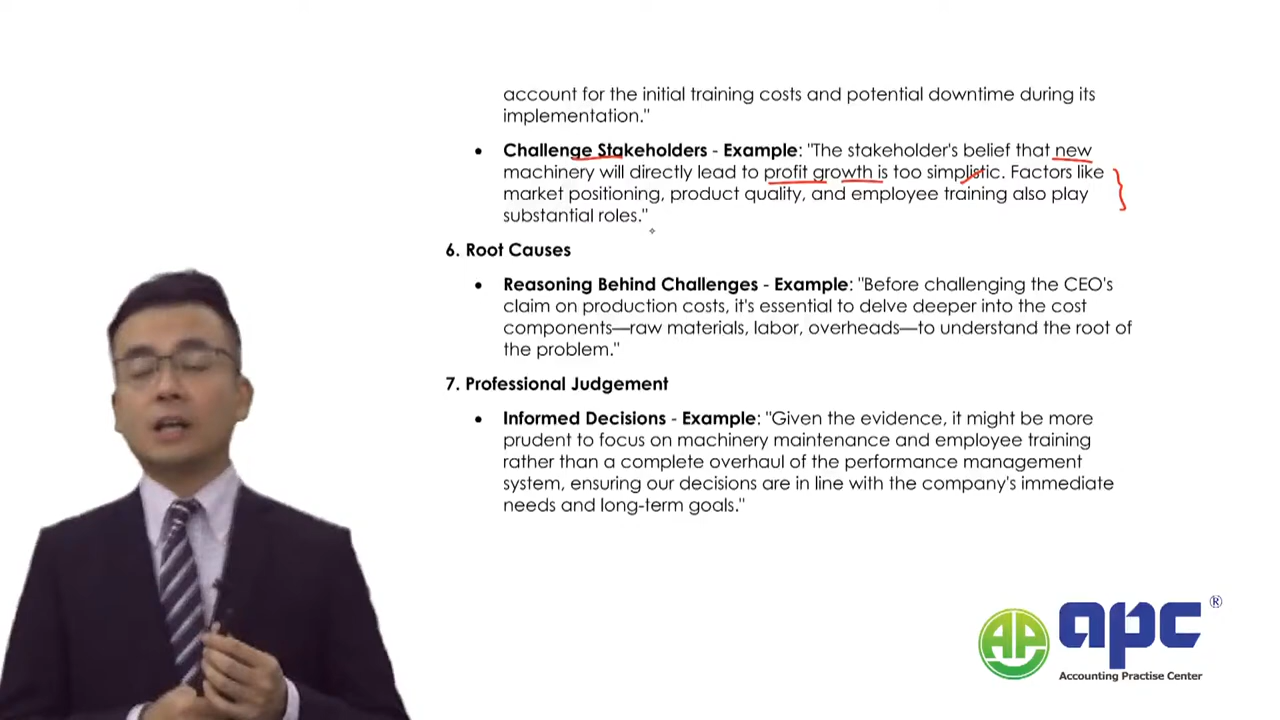 account for the initial training costs and potential downtime during its
implementation."
• Challenge Stakeholders - Example: "The stakeholder's belief that new
machinery will directly lead to profit growth is too simplistic. Factors like
market positioning, product quality, and employee training also play
substantial roles."
6. Root Causes
• Reasoning Behind Challenges - Example: "Before challenging the CEO's
claim on production costs, it's essential to delve deeper into the cost
components—raw materials, labor, overheads—to understand the root of
the problem."
7. Professional Judgement
• Informed Decisions - Example: "Given the evidence, it might be more
prudent to focus on machinery maintenance and employee training
rather than a complete overhaul of the performance management
system, ensuring our decisions are in line with the company's immediate
needs and long-term goals."
AP apc ®
Accounting Practise Center